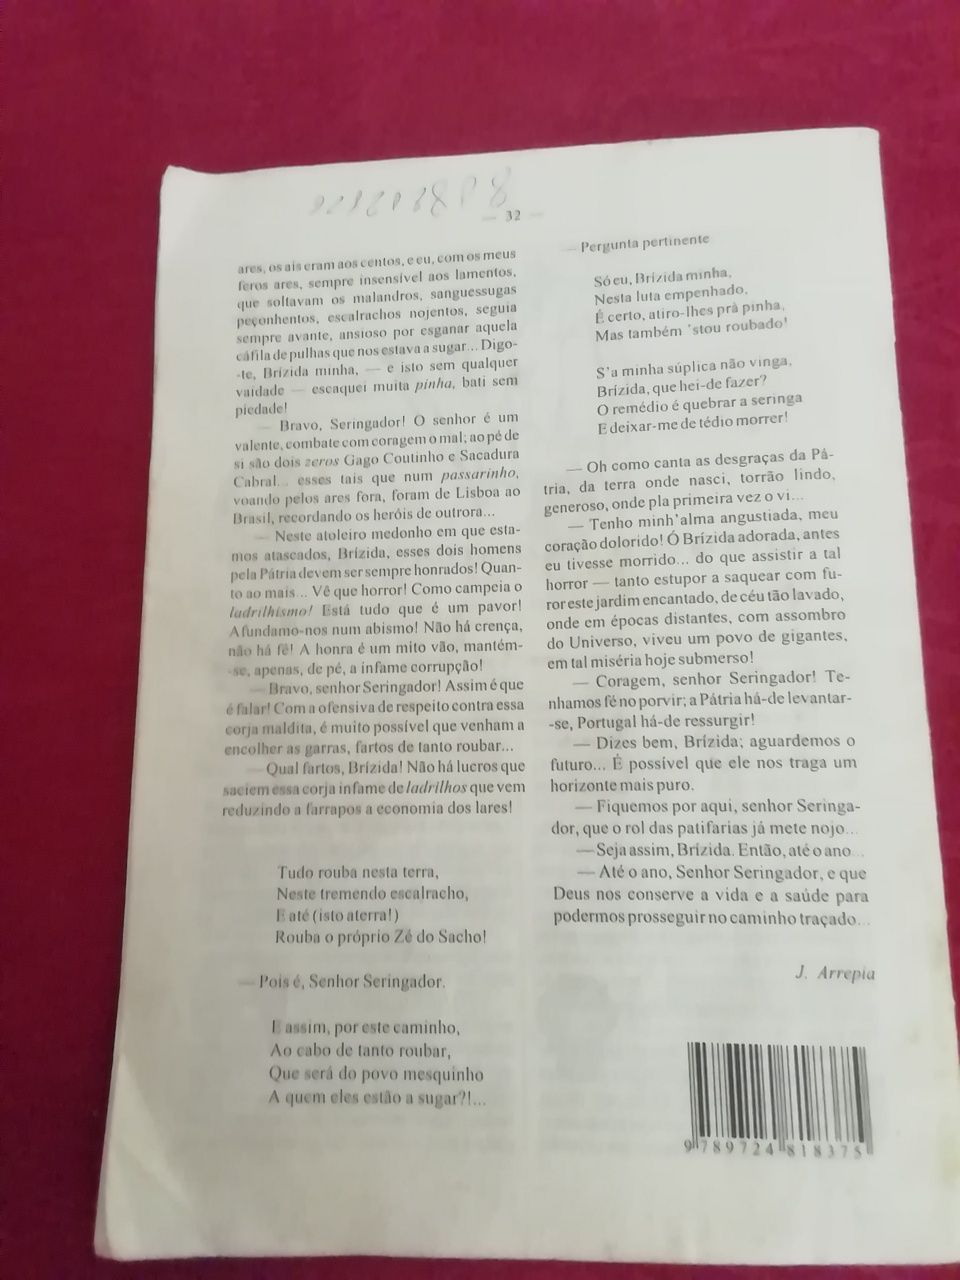 — 32 —
ares, os ais eram aos centos, e eu, com os meus
feros ares, sempre insensível aos lamentos,
que soltavam os malandros, sanguessugas
peçonhentos, escalrachos nojentos, seguia
sempre avante, ansioso por esganar aquela
cáfila de pulhas que nos estava a sugar... Digo-
-te, Brízida minha, — e isto sem qualquer
vaidade — escaquei muita pinha, bati sem
piedade!
— Bravo, Seringador! O senhor é um
valente, combate com coragem o mal; ao pé de
si são dois zeros Gago Coutinho e Sacadura
Cabral... esses tais que num passarinho,
voando pelos ares fora, foram de Lisboa ao
Brasil, recordando os heróis de outrora...
— Neste atoleiro medonho em que esta-
mos atascados, Brízida, esses dois homens
pela Pátria devem ser sempre honrados! Quan-
to ao mais... Vê que horror! Como campeia o
ladrilhismo! Está tudo que é um pavor!
Afundamo-nos num abismo! Não há crença,
não há fé! A honra é um mito vão, mantém-
-se, apenas, de pé, a infame corrupção!
— Bravo, senhor Seringador! Assim é que
é falar! Com a ofensiva de respeito contra essa
corja maldita, é muito possível que venham a
encolher as garras, fartos de tanto roubar...
— Qual fartos, Brízida! Não há lucros que
saciem essa corja infame de ladrilhos que vem
reduzindo a farrapos a economia dos lares!
Tudo rouba nesta terra,
Neste tremendo escalracho,
E até (isto aterra!)
Rouba o próprio Zé do Sacho!
— Pois é, Senhor Seringador.
E assim, por este caminho,
Ao cabo de tanto roubar,
Que será do povo mesquinho
A quem eles estão a sugar?!...
— Pergunta pertinente
Só eu, Brízida minha,
Nesta luta empenhado,
É certo, atiro-lhes prà pinha,
Mas também 'stou roubado!
S'a minha súplica não vinga,
Brízida, que hei-de fazer?
O remédio é quebrar a seringa
E deixar-me de tédio morrer!
— Oh como canta as desgraças da Pá-
tria, da terra onde nasci, torrão lindo,
generoso, onde pla primeira vez o vi...
— Tenho minh'alma angustiada, meu
coração dolorido! Ó Brízida adorada, antes
eu tivesse morrido... do que assistir a tal
horror — tanto estupor a saquear com fu-
ror este jardim encantado, de céu tão lavado,
onde em épocas distantes, com assombro
do Universo, viveu um povo de gigantes,
em tal miséria hoje submerso!
— Coragem, senhor Seringador! Te-
nhamos fé no porvir; a Pátria há-de levantar-
-se, Portugal há-de ressurgir!
— Dizes bem, Brízida; aguardemos o
futuro... É possível que ele nos traga um
horizonte mais puro.
— Fiquemos por aqui, senhor Seringa-
dor, que o rol das patifarias já mete nojo...
— Seja assim, Brízida. Então, até o ano...
— Até o ano, Senhor Seringador, e que
Deus nos conserve a vida e a saúde para
podermos prosseguir no caminho traçado...
J. Arrepia
9 789724 818375